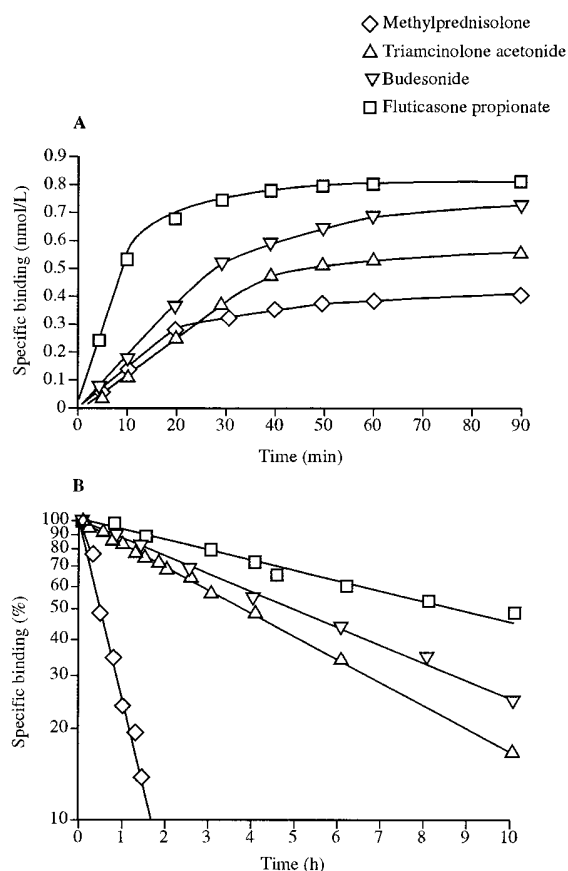 Methylprednisolone
Triamcinolone acetonide
Budesonide
Fluticasone propionate
A
0.9
0.8
0.7
0.6
0.5
0.4
0.3
0.2
0.1
0
Specific binding (nmol/L)
0 10 20 30 40 50 60 70 80 90
Time (min)
B
100
90
80
70
60
50
40
30
20
10
Specific binding (%)
0 1 2 3 4 5 6 7 8 9 10
Time (h)